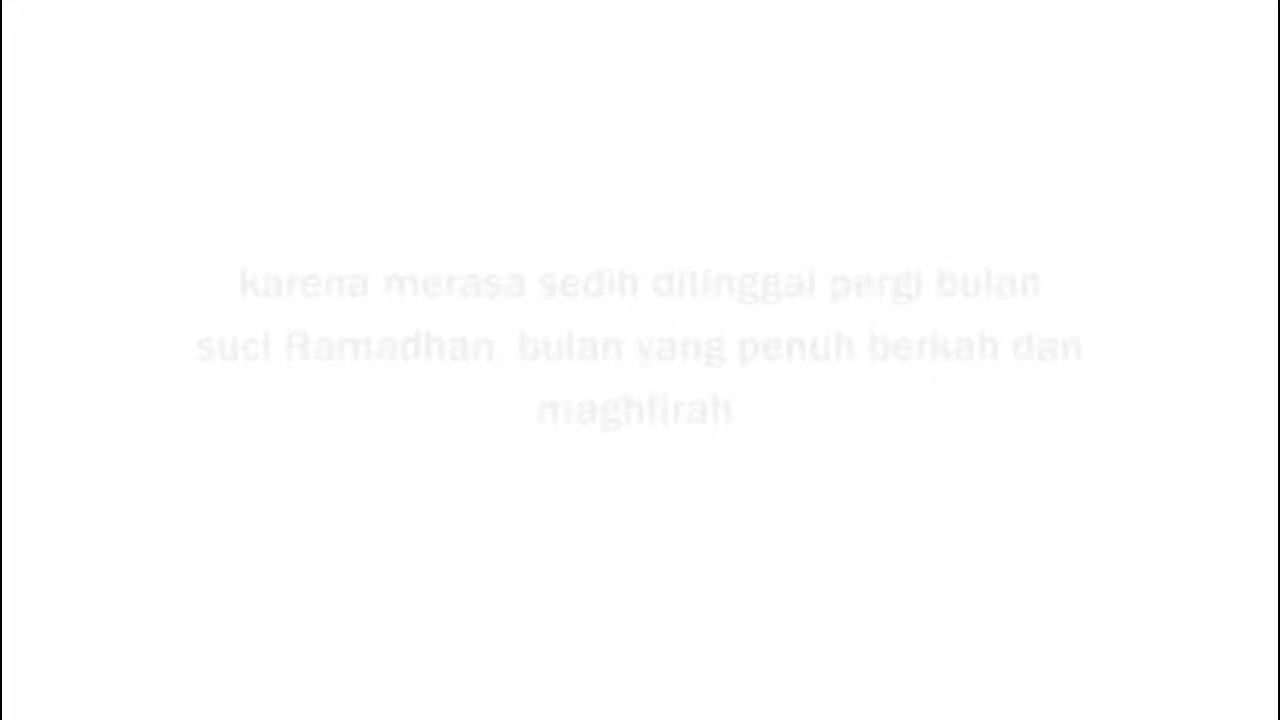 karena merasa sedih ditinggal pergi bulan
suci Ramadhan, bulan yang penuh berkah dan
maghfirah